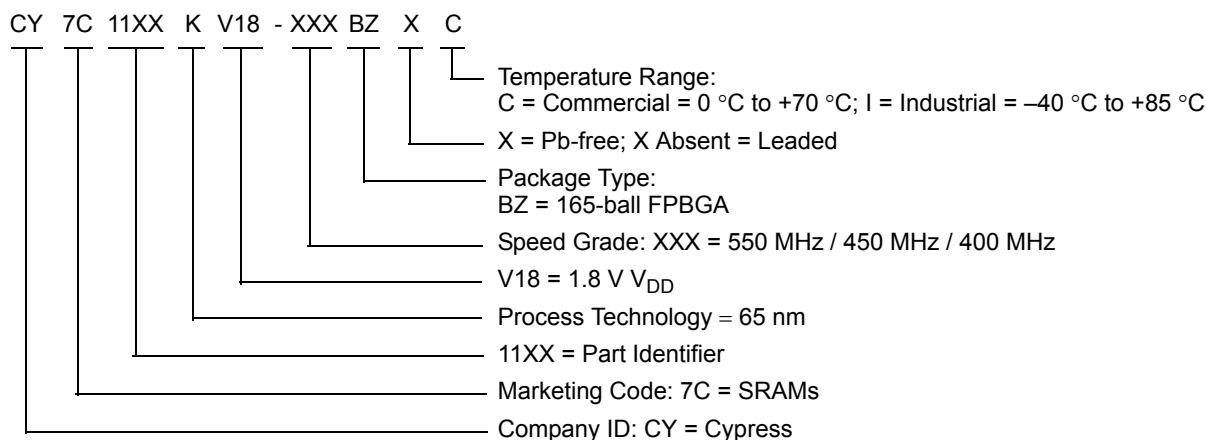 CY 7C 11XX K V18 - XXX BZ X C
Temperature Range:
C = Commercial = 0 °C to +70 °C; I = Industrial = –40 °C to +85 °C
X = Pb-free; X Absent = Leaded
Package Type:
BZ = 165-ball FPBGA
Speed Grade: XXX = 550 MHz / 450 MHz / 400 MHz
V18 = 1.8 V VDD
Process Technology = 65 nm
11XX = Part Identifier
Marketing Code: 7C = SRAMs
Company ID: CY = Cypress